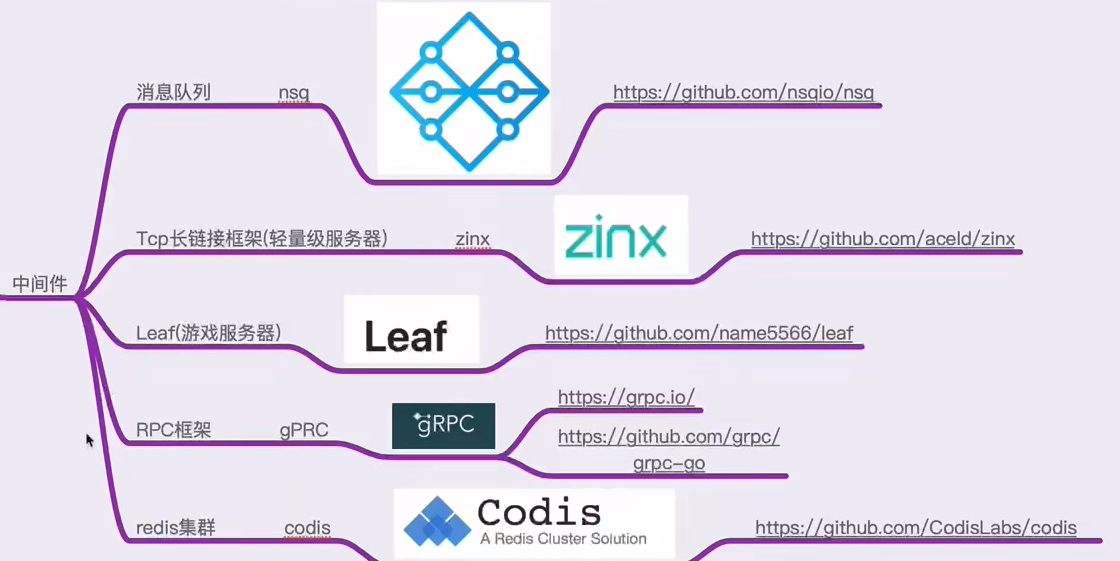 中间件
消息队列 nsq https://github.com/nsqio/nsq
Tcp长链接框架(轻量级服务器) zinx zinx https://github.com/aceld/zinx
Leaf(游戏服务器) Leaf https://github.com/name5566/leaf
RPC框架 gPRC gRPC https://grpc.io/
https://github.com/grpc/
grpc-go
redis集群 codis Codis https://github.com/CodisLabs/codis
A Redis Cluster Solution